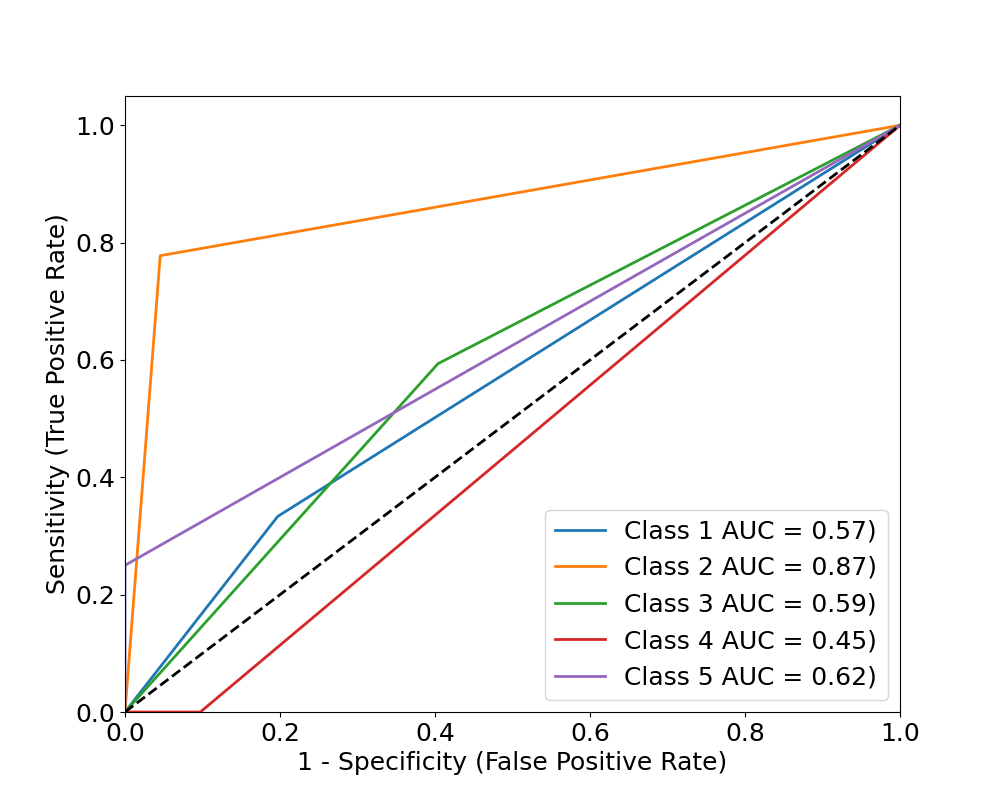 1.0
0.8
0.6
0.4
0.2
0.0
Sensitivity (True Positive Rate)
Class 1 AUC = 0.57)
Class 2 AUC = 0.87)
Class 3 AUC = 0.59)
Class 4 AUC = 0.45)
Class 5 AUC = 0.62)
0.0 0.2 0.4 0.6 0.8 1.0
1 - Specificity (False Positive Rate)